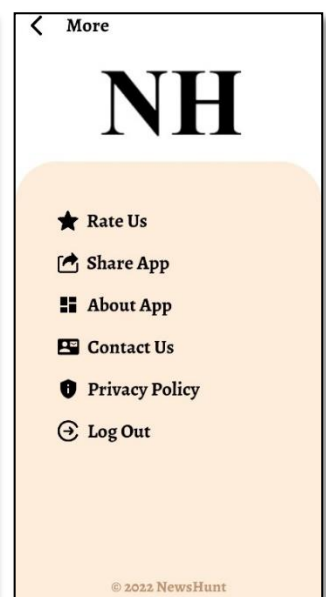 More
NH
Rate Us
Share App
About App
Contact Us
Privacy Policy
Log Out
© 2022 NewsHunt